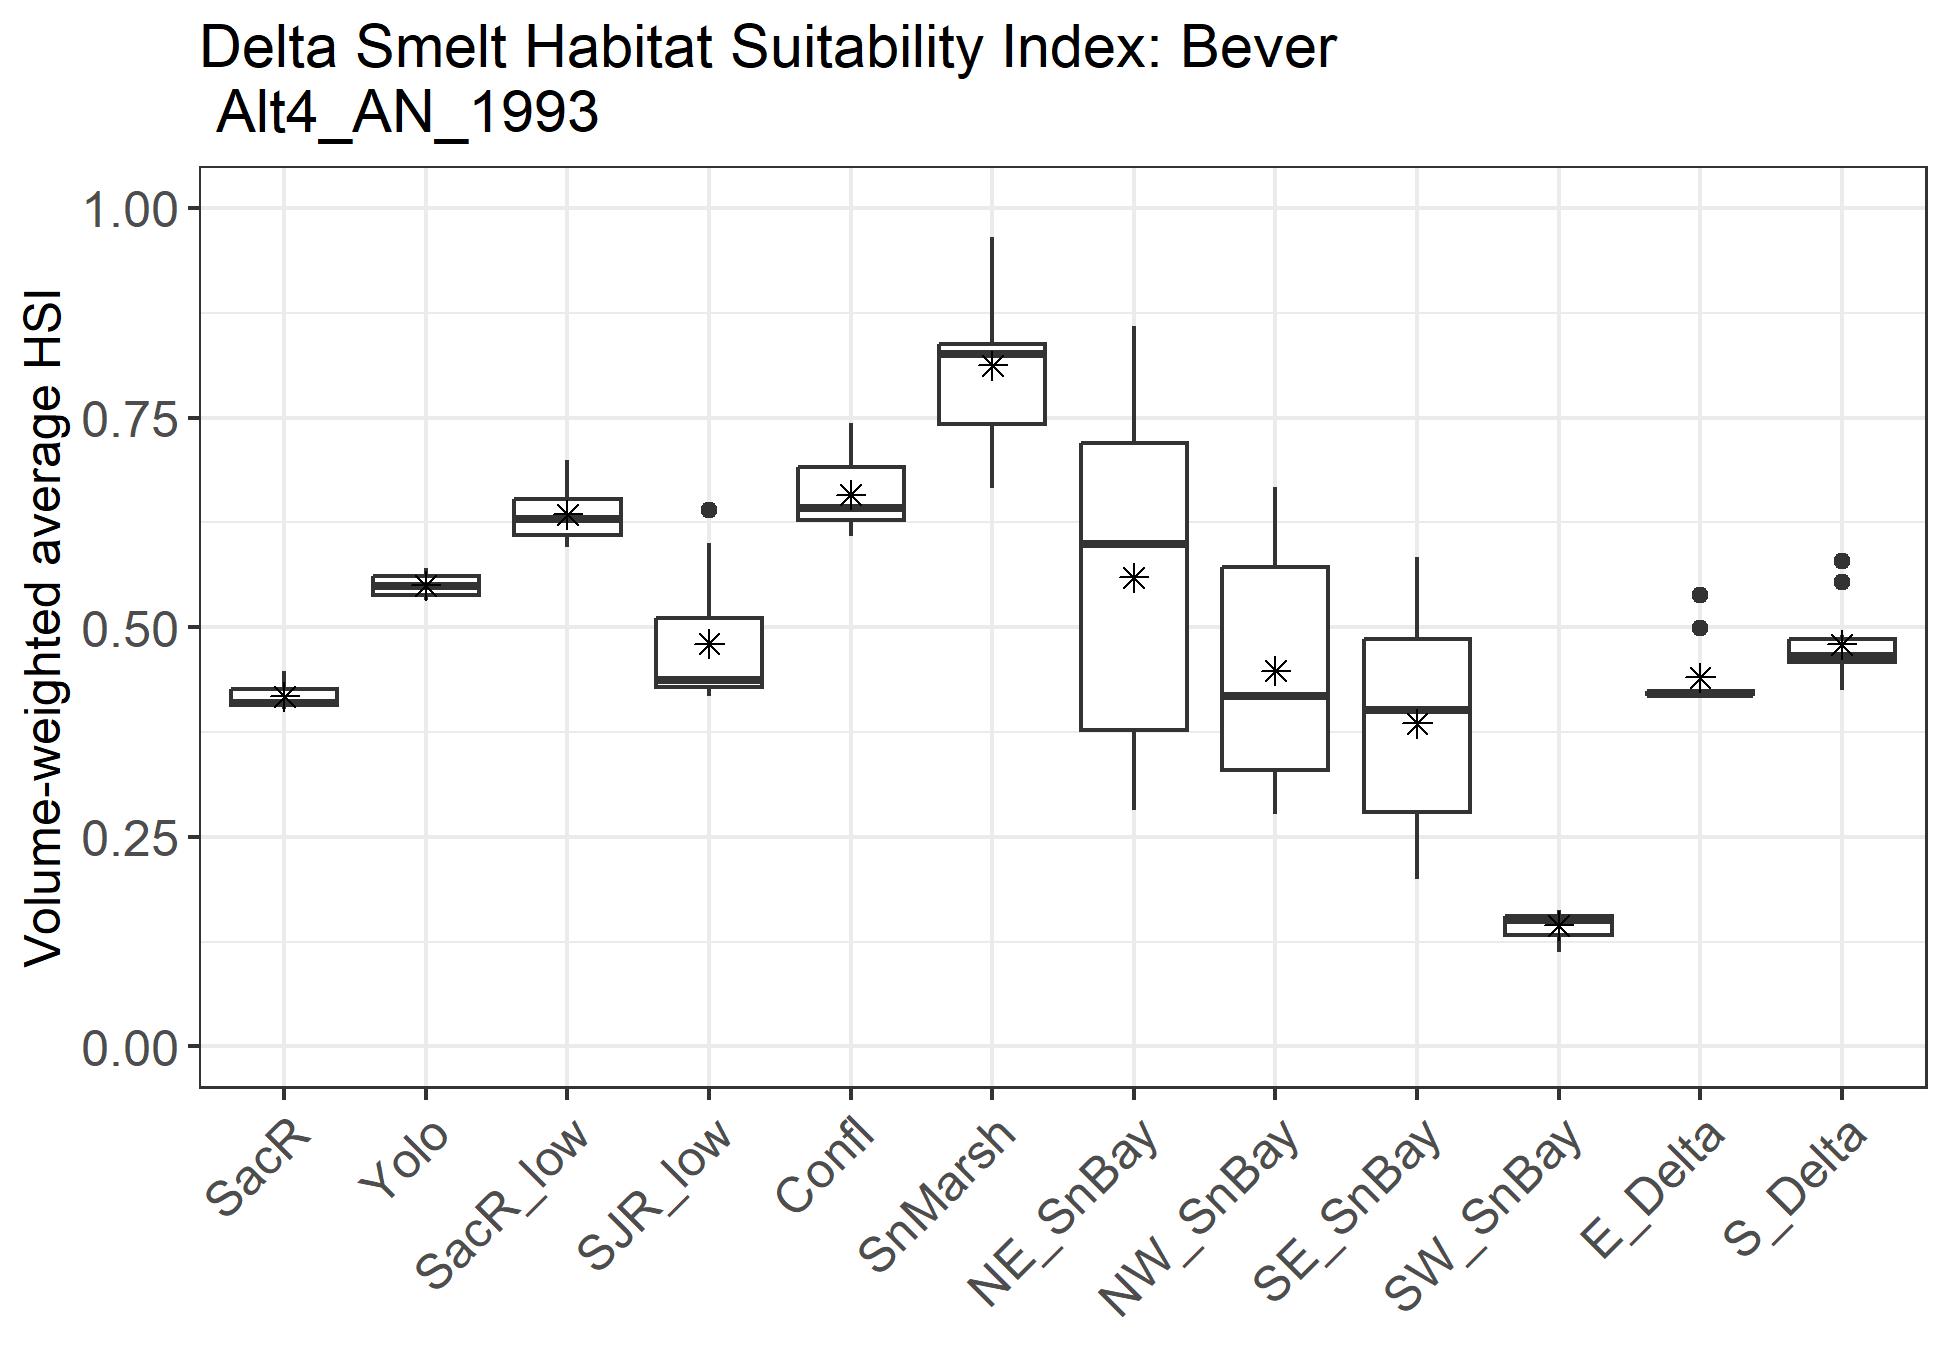 Delta Smelt Habitat Suitability Index: Bever
Alt4_AN_1993
Volume-weighted average HSI
1.00
0.75
0.50
0.25
0.00
SacR
Yolo
SacR_low
SJR_low
Confl
SnMarsh
NE_SnBay
NW_SnBay
SE_SnBay
SW_SnBay
E_Delta
S_Delta